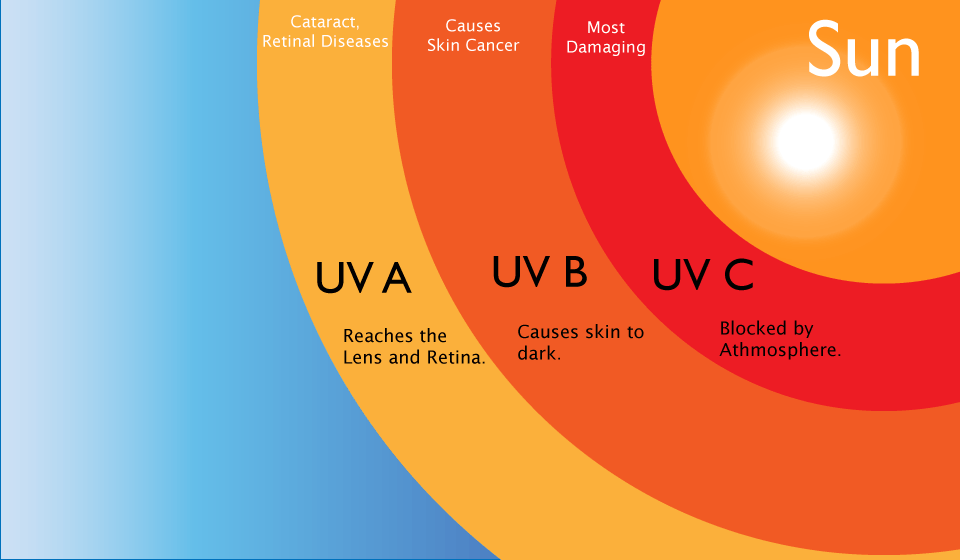 Cataract,
Retinal Diseases
Causes
Skin Cancer
Most
Damaging
Sun
UV A
UV B
UV C
Reaches the
Lens and Retina.
Causes skin to
dark.
Blocked by
Athmosphere.